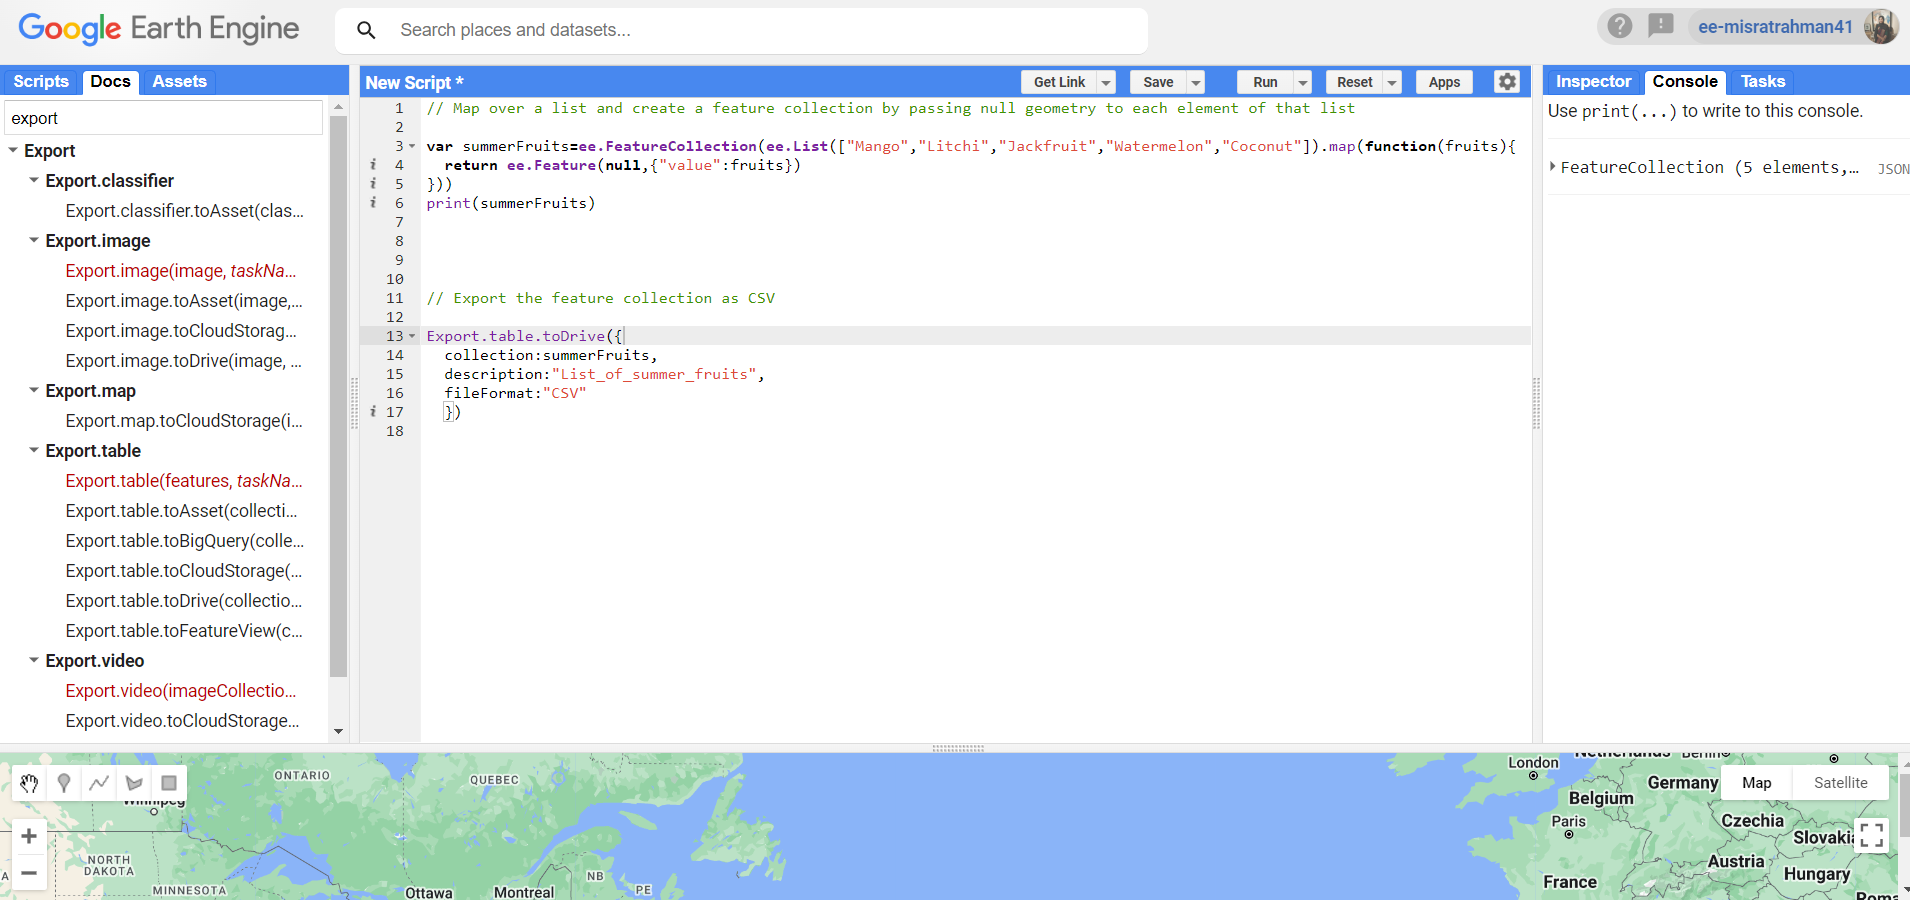 Google Earth Engine
Search places and datasets...
ee-misratrahman41
Scripts Docs Assets
export
Export
Export.classifier
Export.classifier.toAsset(clas...
Export.image
Export.image(image, taskNa...
Export.image.toAsset(image,...
Export.image.toCloudStorag...
Export.image.toDrive(image, ...
Export.map
Export.map.toCloudStorage(i...
Export.table
Export.table(features, taskNa...
Export.table.toAsset(collecti...
Export.table.toBigQuery(colle...
Export.table.toCloudStorage(...
Export.table.toDrive(collectio...
Export.table.toFeatureView(c...
Export.video
Export.video(imageCollectio...
Export.video.toCloudStorage...
New Script *
Get Link Save Run Reset Apps
1 // Map over a list and create a feature collection by passing null geometry to each element of that list
2
3 var summerFruits=ee.FeatureCollection(ee.List(["Mango","Litchi","Jackfruit","Watermelon","Coconut"]).map(function(fruits){
i 4 return ee.Feature(null,{"value":fruits})
i 5 }))
i 6 print(summerFruits)
7
8
9
10
11 // Export the feature collection as CSV
12
13 Export.table.toDrive({
14 collection:summerFruits,
15 description:"List_of_summer_fruits",
16 fileFormat:"CSV"
i 17 })
18
Inspector Console Tasks
Use print(...) to write to this console.
FeatureCollection (5 elements,... JSON
ONTARIO
QUEBEC
Winnipeg
NORTH
DAKOTA
MINNESOTA
Ottawa
Montreal
NB
PE
London
Netherlands
Berlin
Germany
Belgium
Paris
Czechia
Slovakia
Austria
Hungary
France
Map Satellite